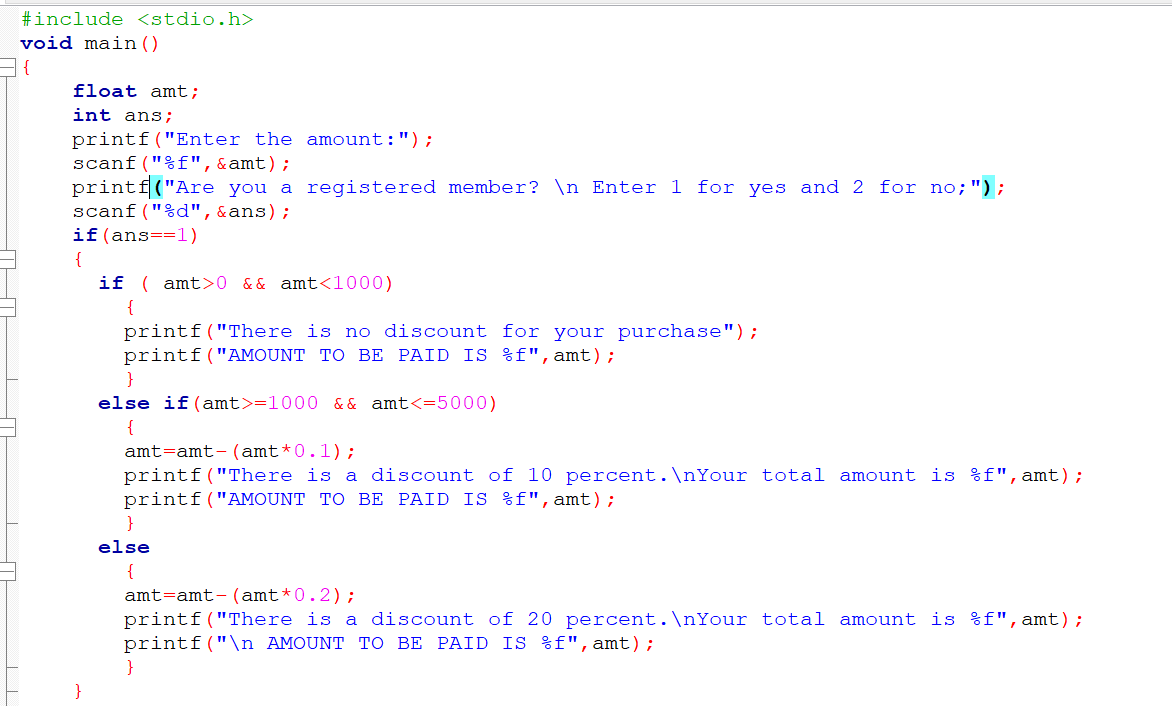 #include <stdio.h>
void main()
{
    float amt;
    int ans;
    printf("Enter the amount:");
    scanf("%f",&amt);
    printf("Are you a registered member? \n Enter 1 for yes and 2 for no;");
    scanf("%d",&ans);
    if(ans==1)
    {
      if ( amt>0 && amt<1000)
        {
        printf("There is no discount for your purchase");
        printf("AMOUNT TO BE PAID IS %f",amt);
        }
      else if(amt>=1000 && amt<=5000)
        {
        amt=amt-(amt*0.1);
        printf("There is a discount of 10 percent.\nYour total amount is %f",amt);
        printf("AMOUNT TO BE PAID IS %f",amt);
        }
      else
        {
        amt=amt-(amt*0.2);
        printf("There is a discount of 20 percent.\nYour total amount is %f",amt);
        printf("\n AMOUNT TO BE PAID IS %f",amt);
        }
    }